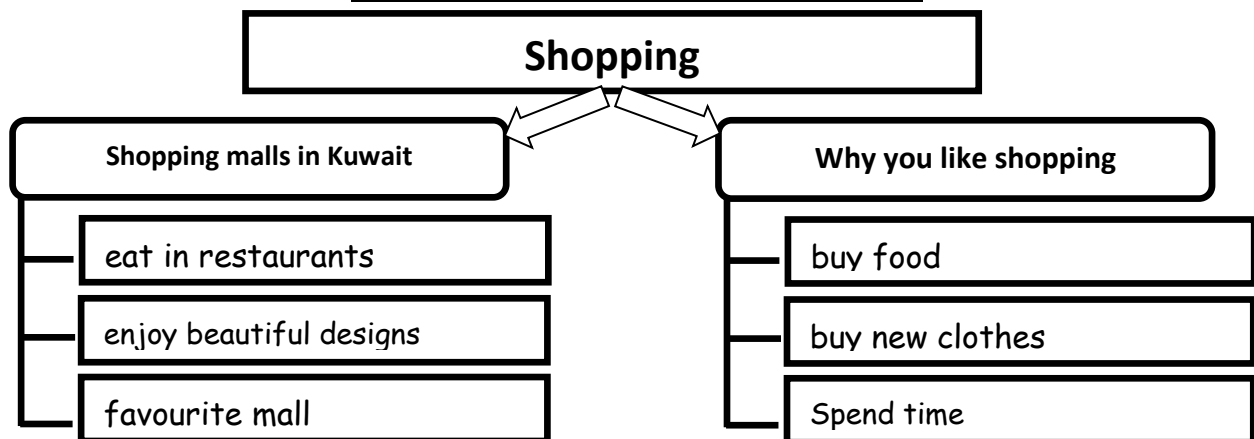 Shopping
Shopping malls in Kuwait
eat in restaurants
enjoy beautiful designs
favourite mall
Why you like shopping
buy food
buy new clothes
Spend time